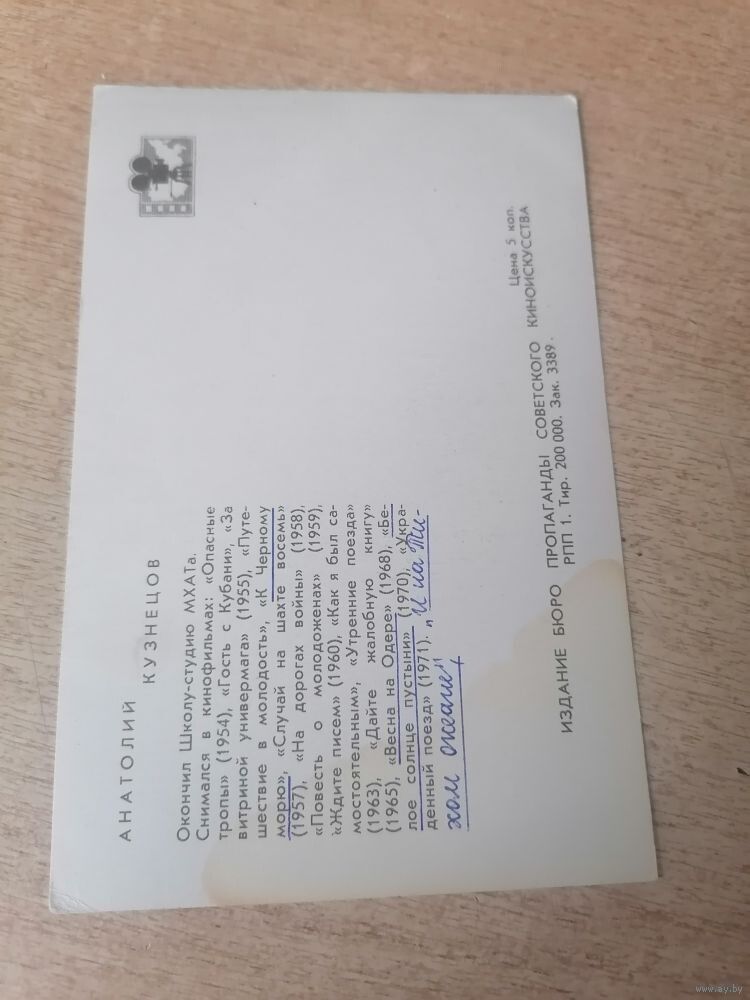 АНАТОЛИЙ КУЗНЕЦОВ
Окончил Школу-студию МХАТа.
Снимался в кинофильмах: «Опасные
тропы» (1954), «Гость с Кубани», «За
витриной универмага» (1955), «Путе-
шествие в молодость», «К Черному
морю», «Случай на шахте восемь»
(1957), «На дорогах войны» (1958),
«Повесть о молодоженах» (1959),
«Ждите писем» (1960), «Как я был са-
мостоятельным», «Утренние поезда»
(1963), «Дайте жалобную книгу»
(1965), «Весна на Одере» (1968), «Бе-
лое солнце пустыни» (1970), «Укра-
денный поезд» (1971). „И на Ти-
хом океане"
Цена 5 коп.
ИЗДАНИЕ БЮРО ПРОПАГАНДЫ СОВЕТСКОГО КИНОИСКУССТВА
РПП 1. Тир. 200 000. Зак. 3389.
www.ay.by